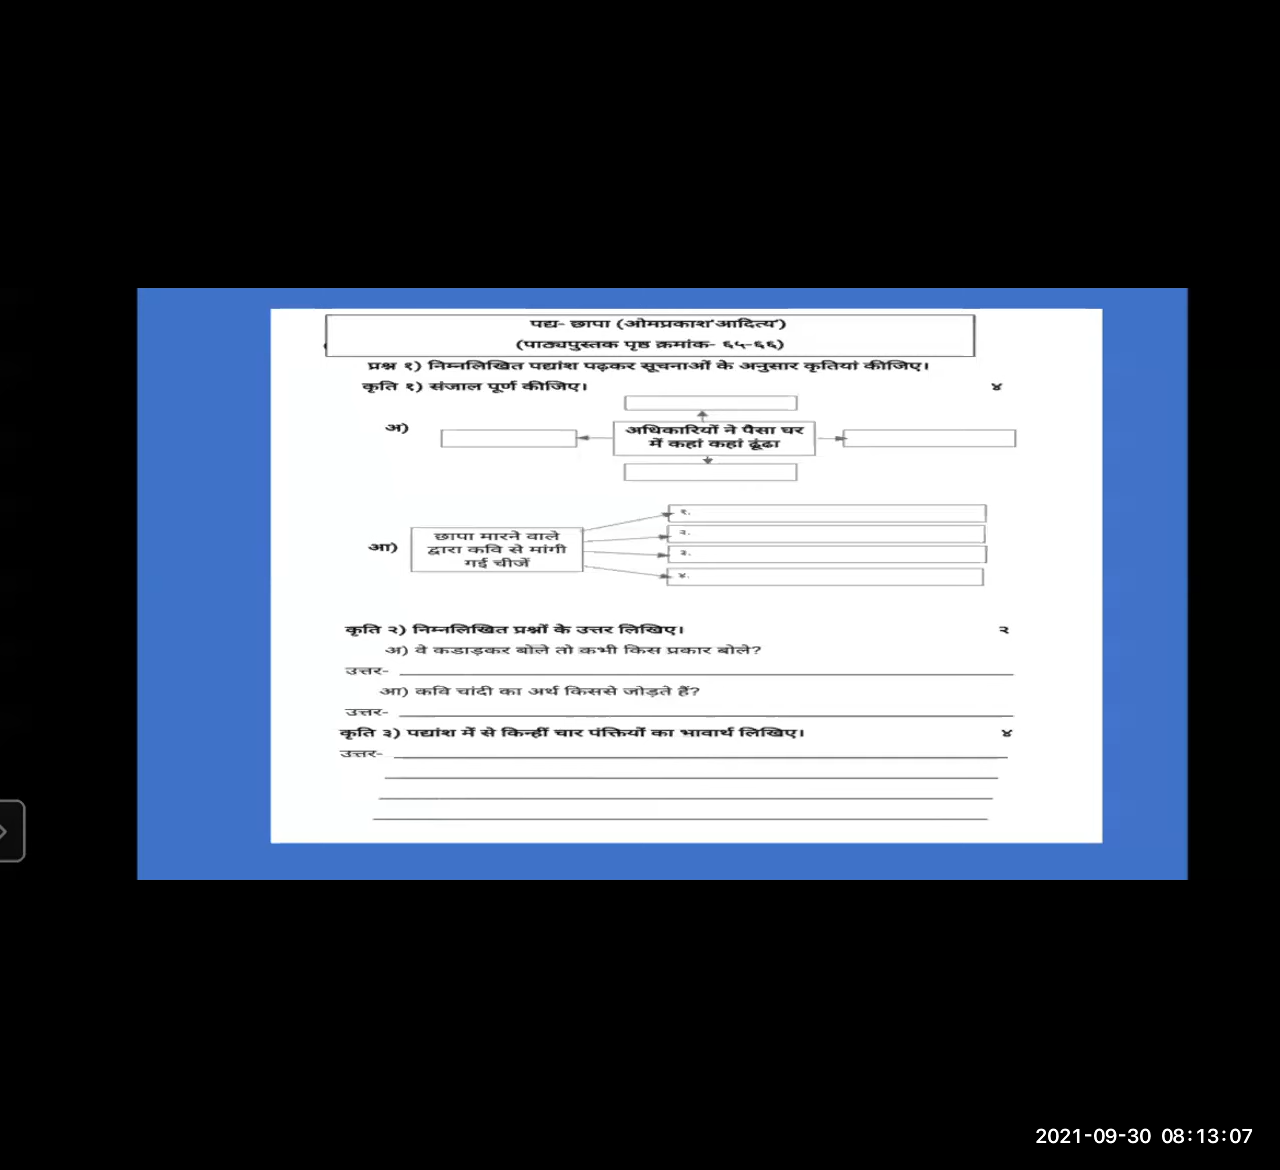 पद्य- छापा (ओमप्रकाश'आदित्य')
(पाठ्यपुस्तक पृष्ठ क्रमांक- ६५-६६)
प्रश्न १) निम्नलिखित पद्यांश पढ़कर सूचनाओं के अनुसार कृतियां कीजिए।
कृति १) संजाल पूर्ण कीजिए। ४
अ)
अधिकारियों ने पैसा घर
में कहां कहां ढूंढा
आ)
छापा मारने वाले
द्वारा कवि से मांगी
गई चीजें
१.
२.
३.
४.
कृति २) निम्नलिखित प्रश्नों के उत्तर लिखिए। २
अ) वे कडाड़कर बोले तो कभी किस प्रकार बोले?
उत्तर-
आ) कवि चांदी का अर्थ किससे जोड़ते हैं?
उत्तर-
कृति ३) पद्यांश में से किन्हीं चार पंक्तियों का भावार्थ लिखिए। ४
उत्तर-
2021-09-30 08:13:07